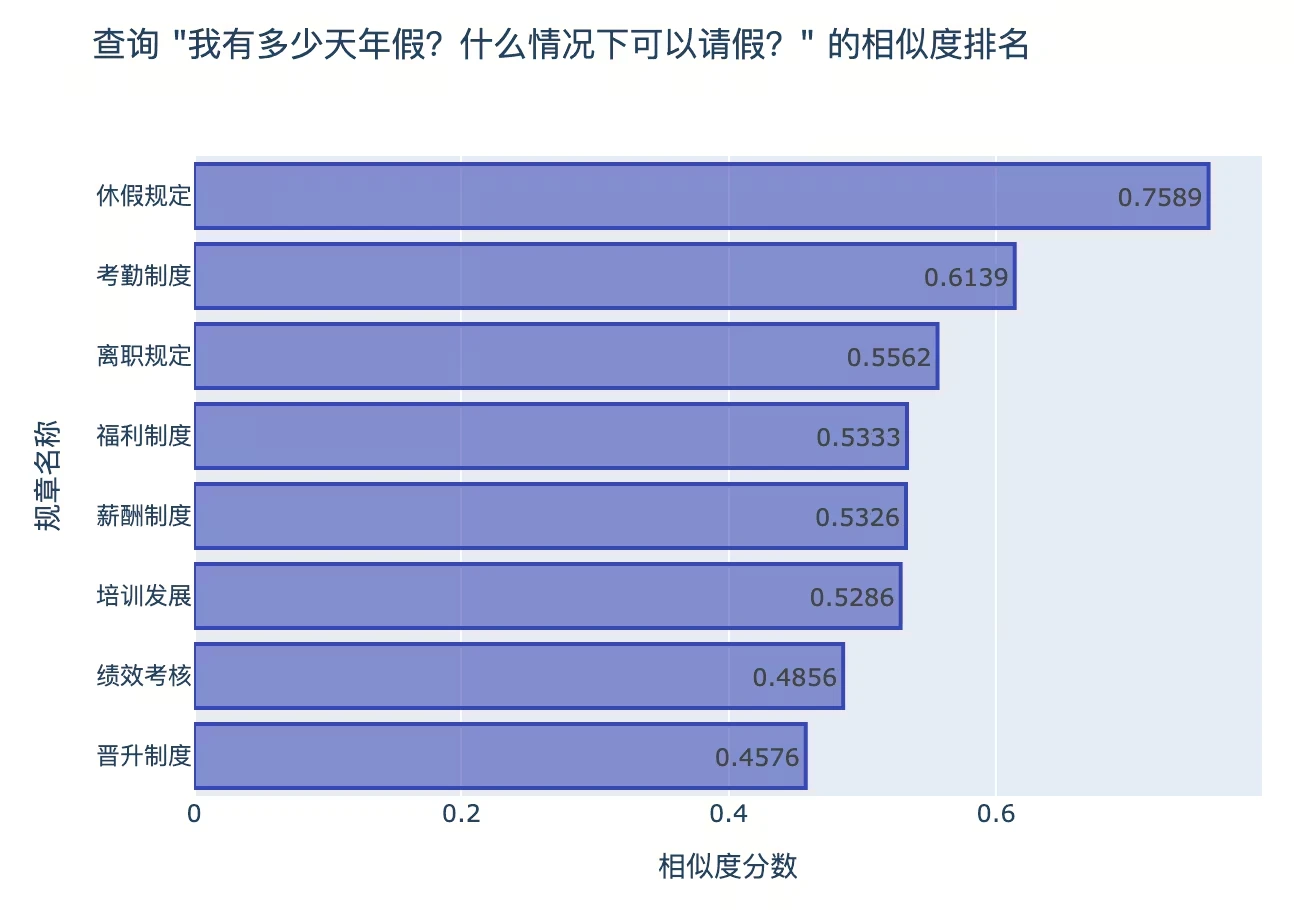 查询 "我有多少天年假？什么情况下可以请假？" 的相似度排名
休假规定 0.7589
考勤制度 0.6139
离职规定 0.5562
福利制度 0.5333
薪酬制度 0.5326
培训发展 0.5286
绩效考核 0.4856
晋升制度 0.4576
规章名称
0 0.2 0.4 0.6
相似度分数